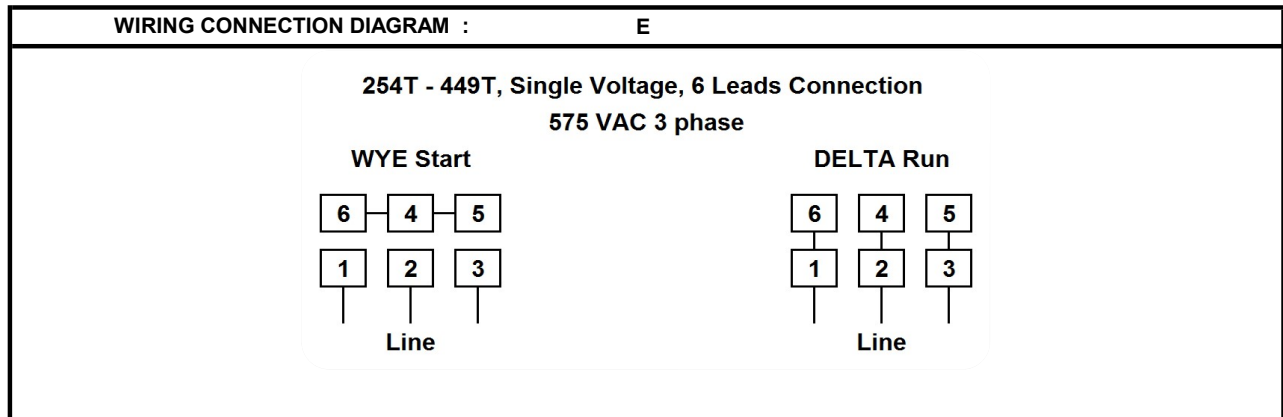 WIRING CONNECTION DIAGRAM : E
254T - 449T, Single Voltage, 6 Leads Connection
575 VAC 3 phase
WYE Start DELTA Run
6 4 5 6 4 5
1 2 3 1 2 3
Line Line